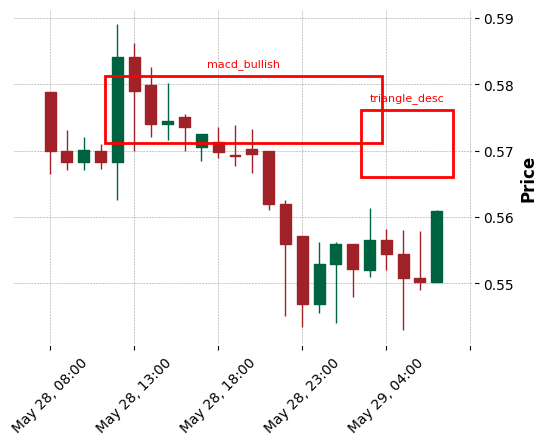 0.59
macd_bullish
0.58
triangle_desc
0.57
Price
0.56
0.55
May 28, 08:00
May 28, 13:00
May 28, 18:00
May 28, 23:00
May 29, 04:00